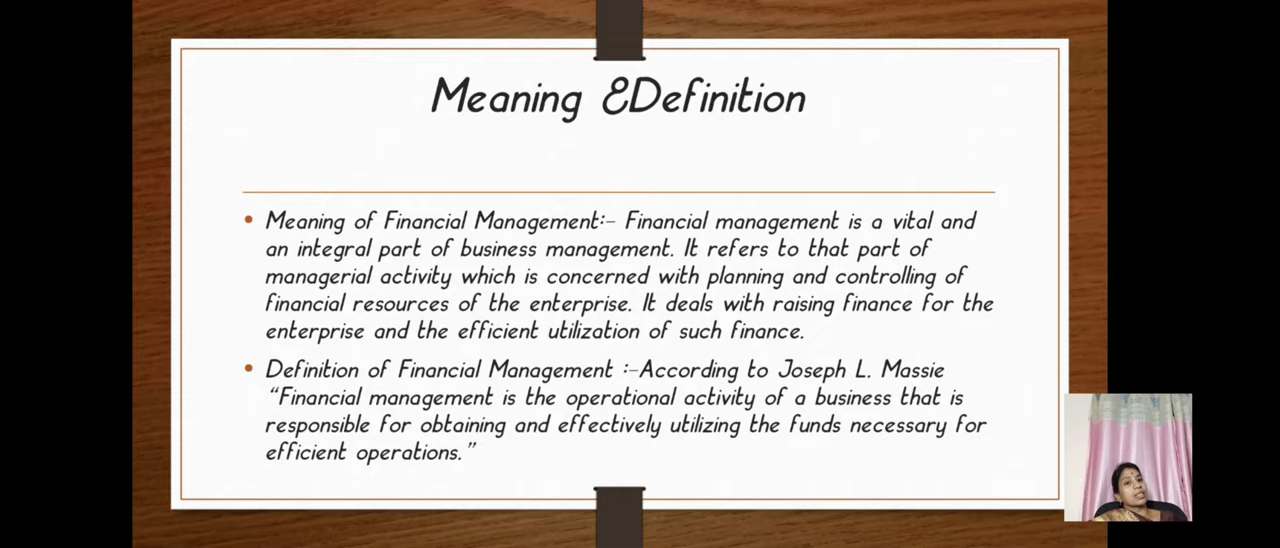 Meaning &Definition
Meaning of Financial Management:- Financial management is a vital and
an integral part of business management. It refers to that part of
managerial activity which is concerned with planning and controlling of
financial resources of the enterprise. It deals with raising finance for the
enterprise and the efficient utilization of such finance.
Definition of Financial Management :-According to Joseph L. Massie
“Financial management is the operational activity of a business that is
responsible for obtaining and effectively utilizing the funds necessary for
efficient operations.”